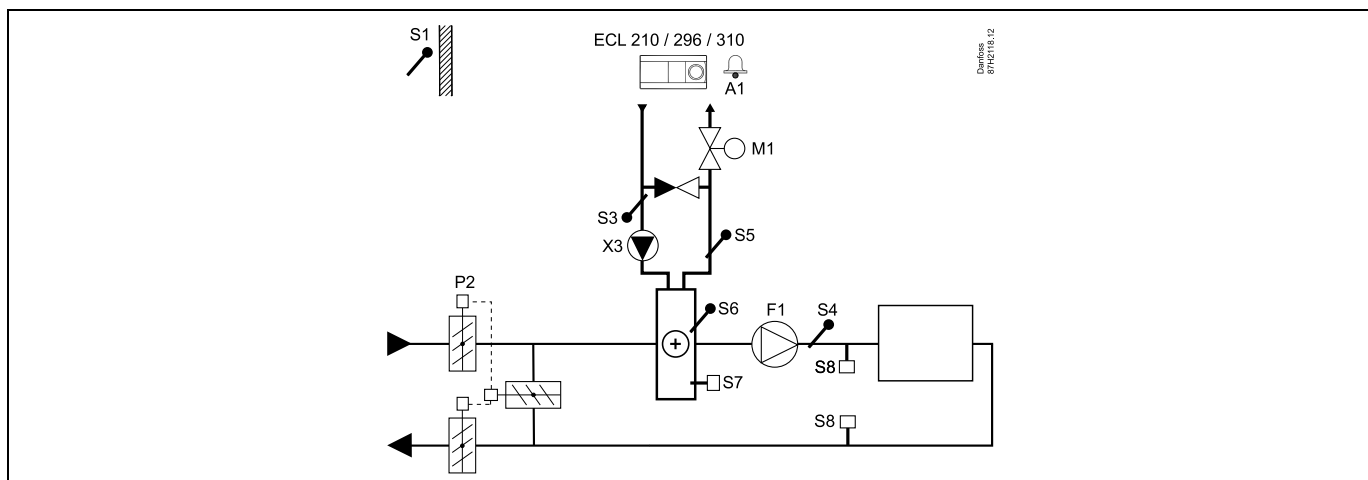 S1
ECL 210 / 296 / 310
A1
Danfoss
87H2118.12
M1
S3
X3
S5
P2
S6
F1
S4
S8
S7
S8